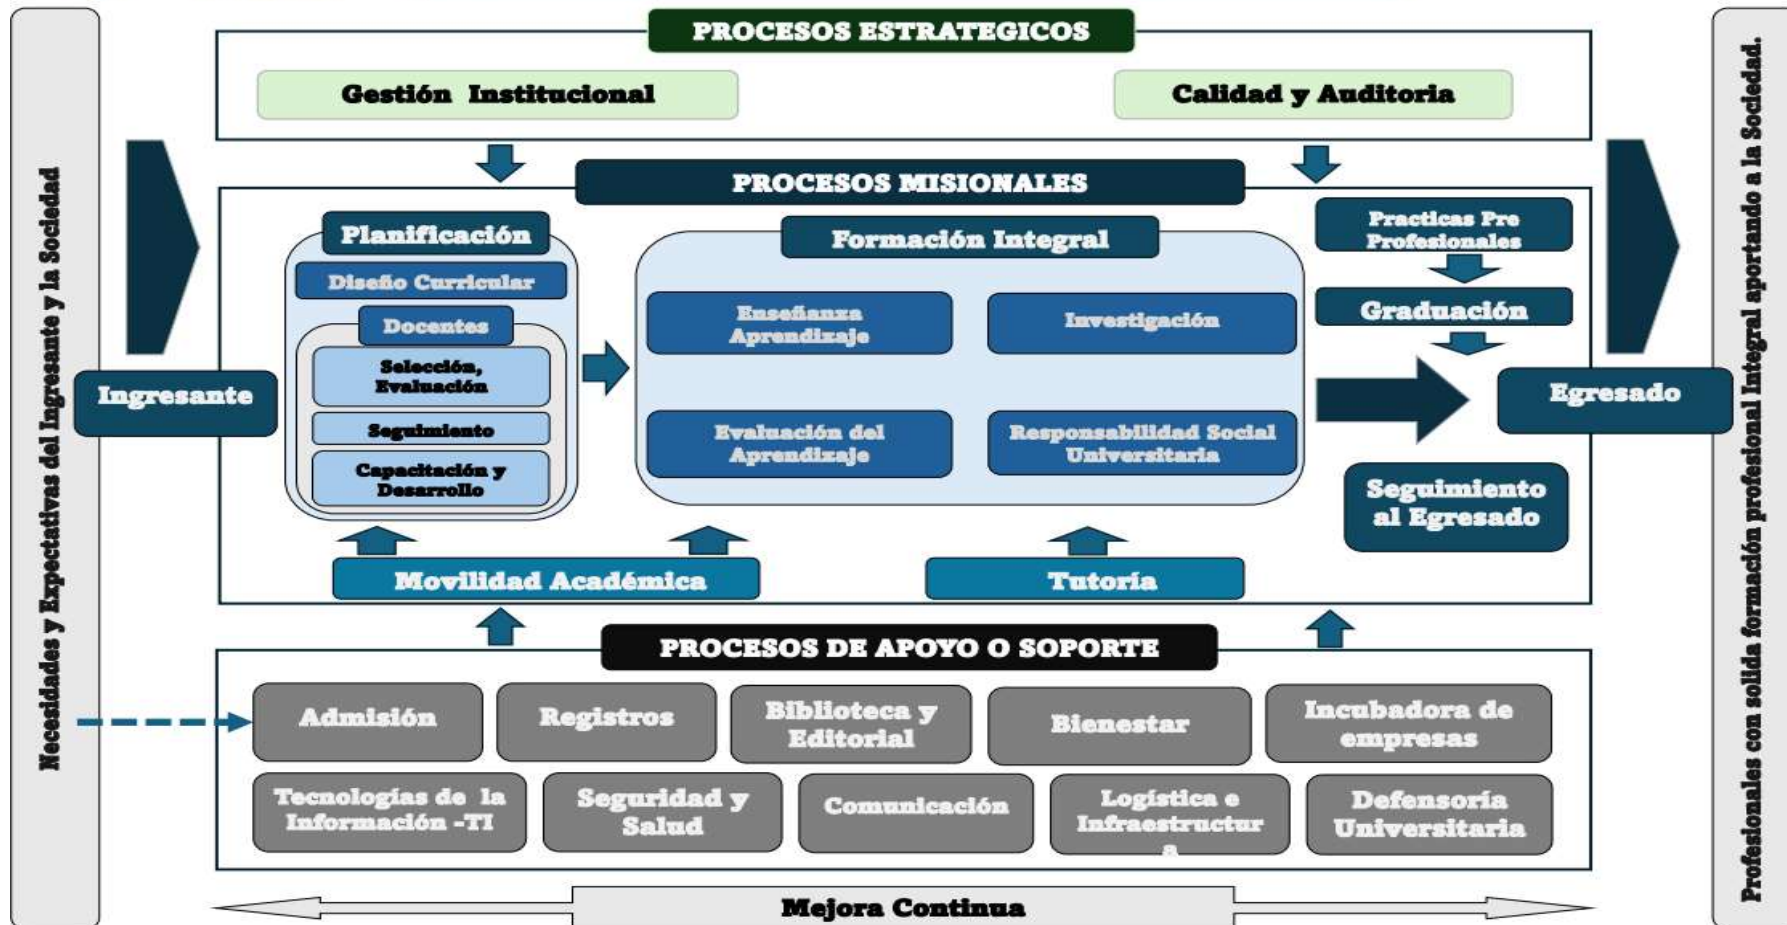 Necesidades y Expectativas del Ingresante y la Sociedad
PROCESOS ESTRATEGICOS
Gestión Institucional
Calidad y Auditoria
PROCESOS MISIONALES
Ingresante
Planificación
Diseño Curricular
Docentes
Selección,
Evaluación
Seguimiento
Capacitación y
Desarrollo
Formación Integral
Enseñanza
Aprendizaje
Investigación
Evaluación del
Aprendizaje
Responsabilidad Social
Universitaria
Practicas Pre
Profesionales
Graduación
Egresado
Seguimiento
al Egresado
Movilidad Académica
Tutoría
PROCESOS DE APOYO O SOPORTE
Admisión
Registros
Biblioteca y
Editorial
Bienestar
Incubadora de
empresas
Tecnologías de la
Información -TI
Seguridad y
Salud
Comunicación
Logística e
Infraestructur
a
Defensoría
Universitaria
Mejora Continua
Profesionales con solida formación profesional Integral aportando a la Sociedad.